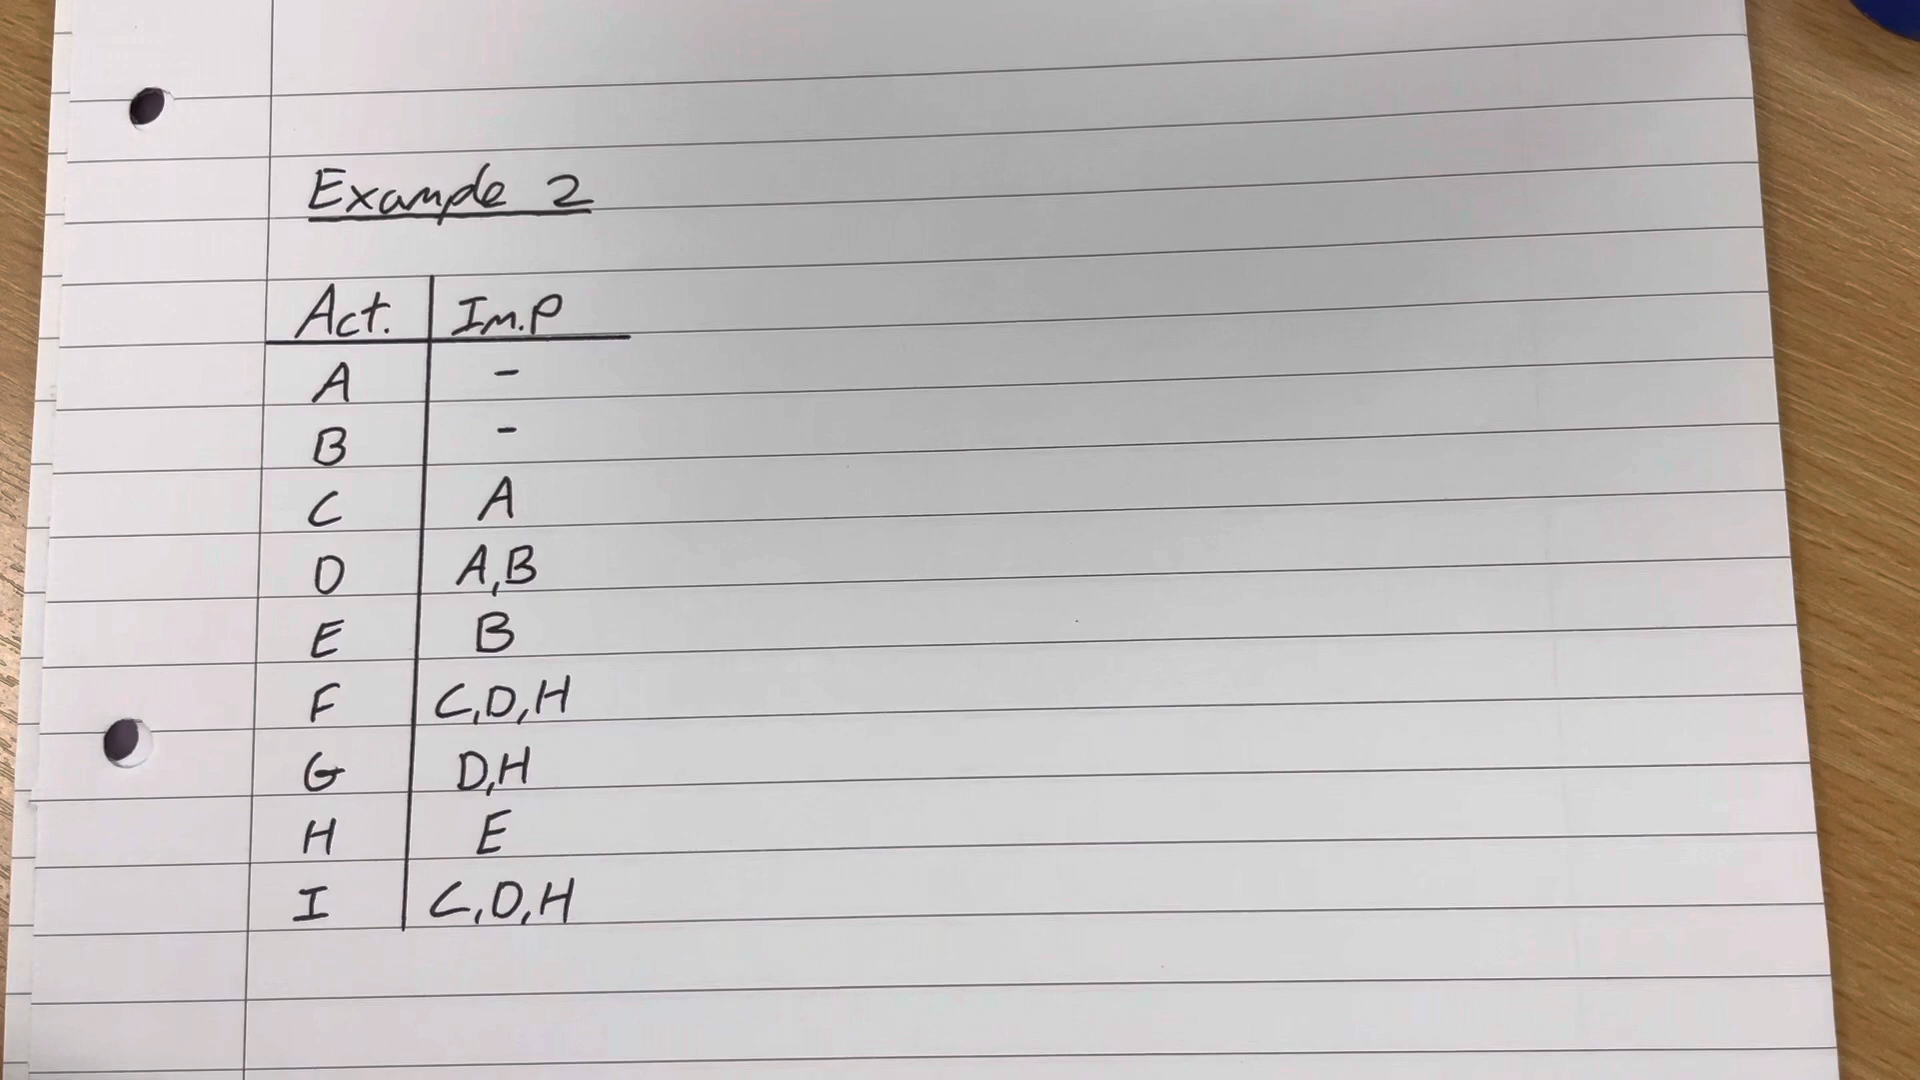 Example 2
Act. Im.P
A -
B -
C A
D A,B
E B
F C,D,H
G D,H
H E
I C,D,H